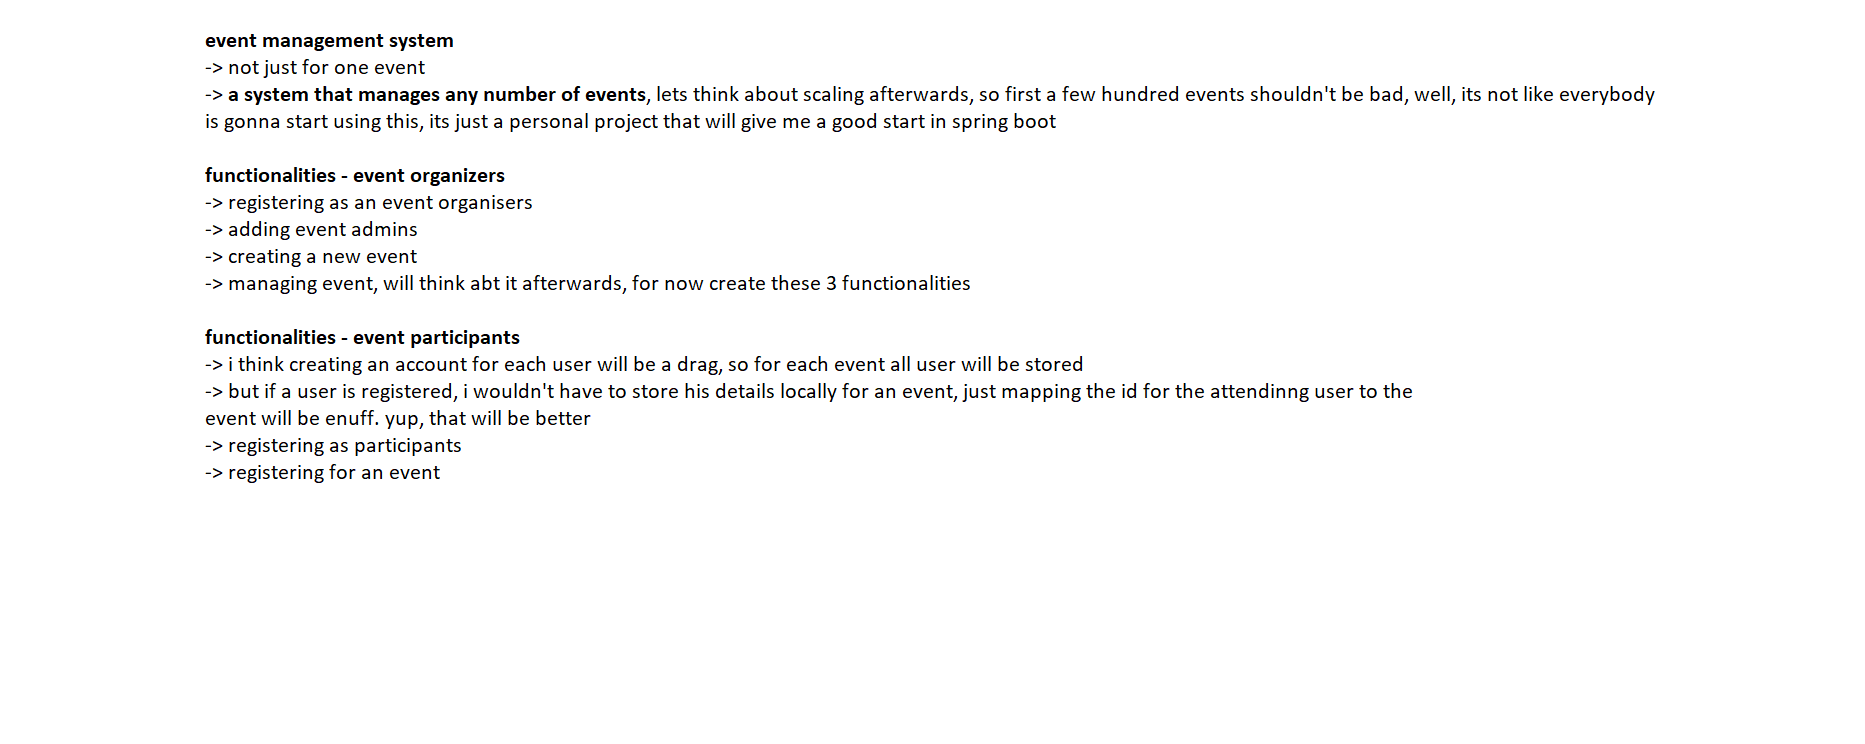 event management system
-> not just for one event
-> a system that manages any number of events, lets think about scaling afterwards, so first a few hundred events shouldn't be bad, well, its not like everybody
is gonna start using this, its just a personal project that will give me a good start in spring boot
functionalities - event organizers
-> registering as an event organisers
-> adding event admins
-> creating a new event
-> managing event, will think abt it afterwards, for now create these 3 functionalities
functionalities - event participants
-> i think creating an account for each user will be a drag, so for each event all user will be stored
-> but if a user is registered, i wouldn't have to store his details locally for an event, just mapping the id for the attendinng user to the
event will be enuff. yup, that will be better
-> registering as participants
-> registering for an event